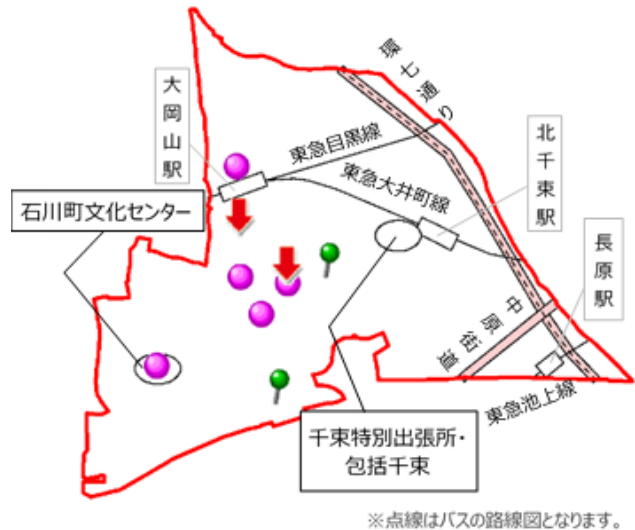 環七通り
大岡山駅
東急目黒線
北千束駅
東急大井町線
石川町文化センター
長原駅
中原街道
東急池上線
千束特別出張所・
包括千束
※点線はバスの路線図となります。